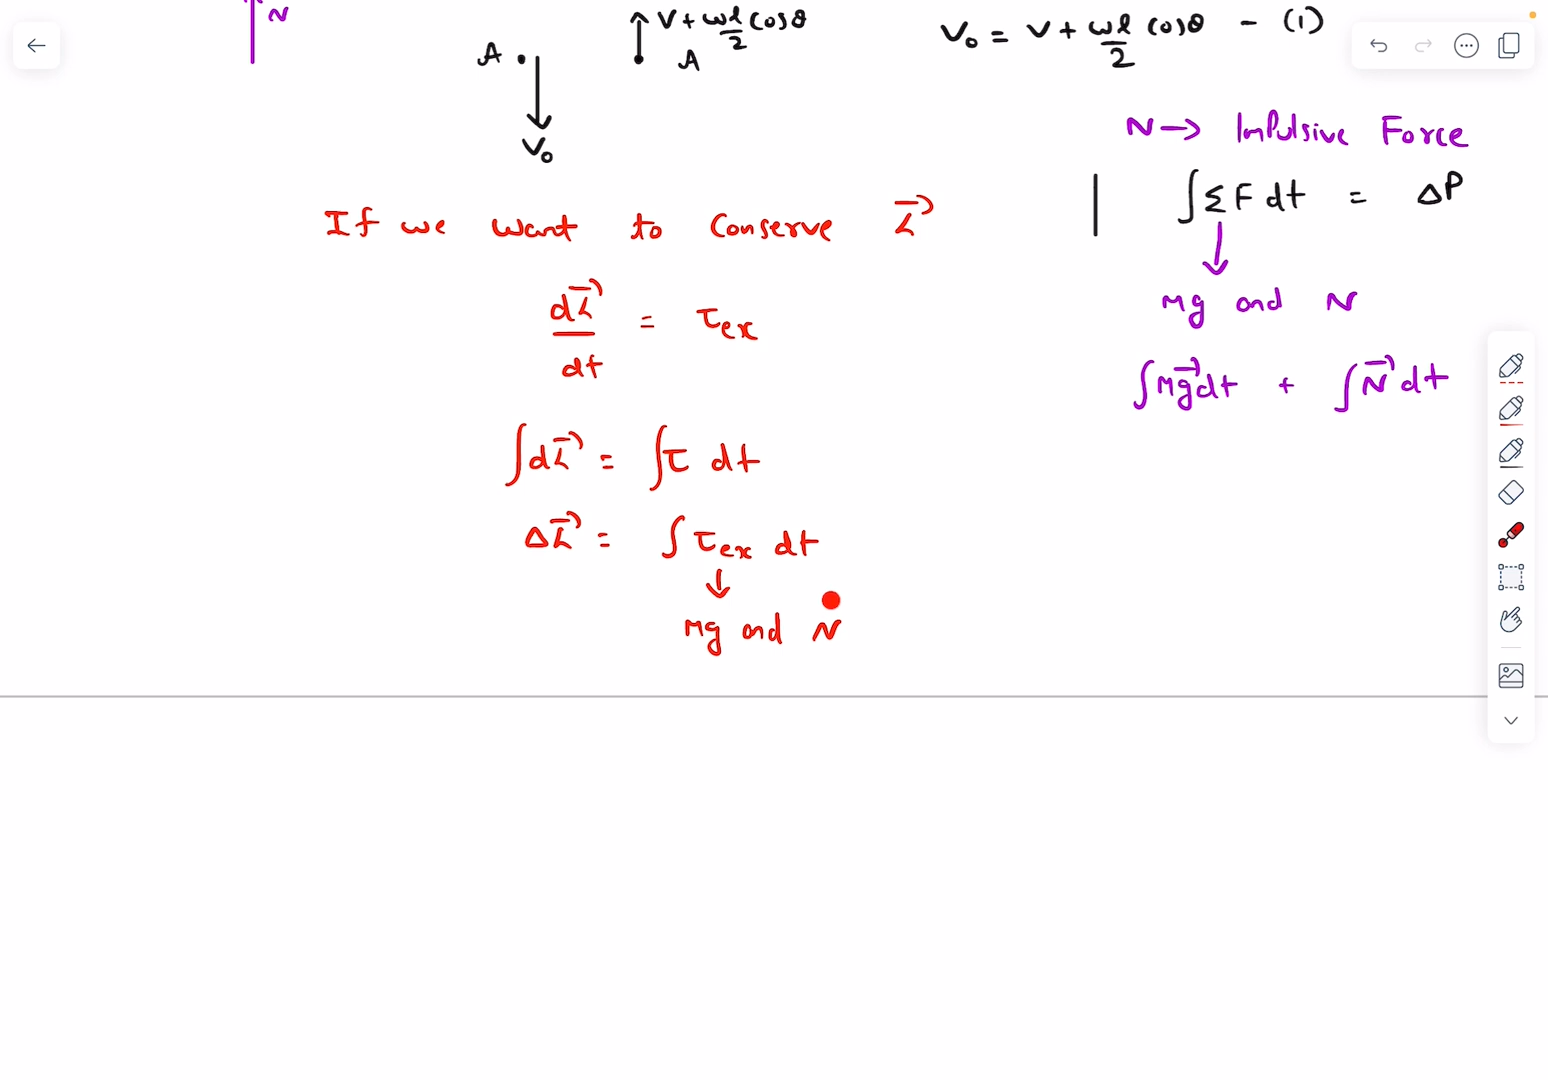 N
A
V₀
V + ωl/2 cosθ
A
V₀ = V + ωl/2 cosθ - (1)
N → Impulsive Force
∫ΣF dt = ΔP
Mg and N
∫Mg⃗dt + ∫N⃗dt
If we want to conserve L⃗
dL⃗/dt = τex
∫dL⃗ = ∫τ dt
ΔL⃗ = ∫τex dt
Mg and N